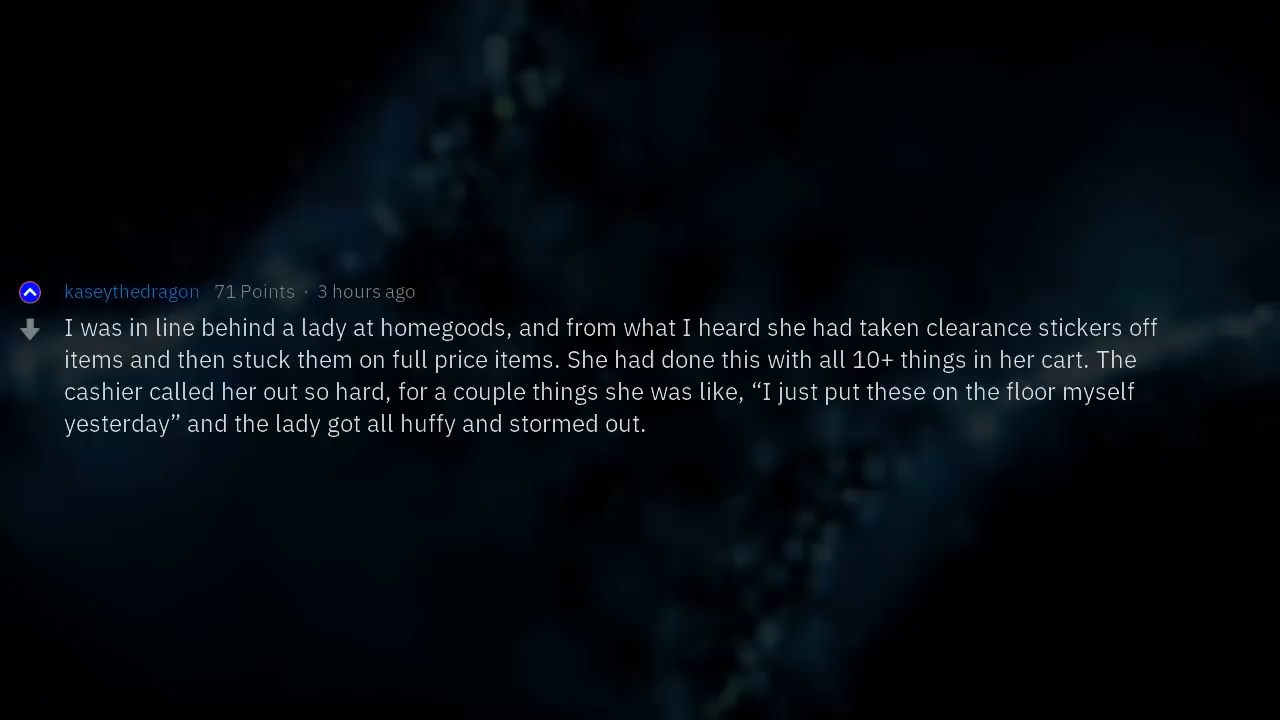 kaseythedragon 71 Points · 3 hours ago
I was in line behind a lady at homegoods, and from what I heard she had taken clearance stickers off
items and then stuck them on full price items. She had done this with all 10+ things in her cart. The
cashier called her out so hard, for a couple things she was like, “I just put these on the floor myself
yesterday” and the lady got all huffy and stormed out.